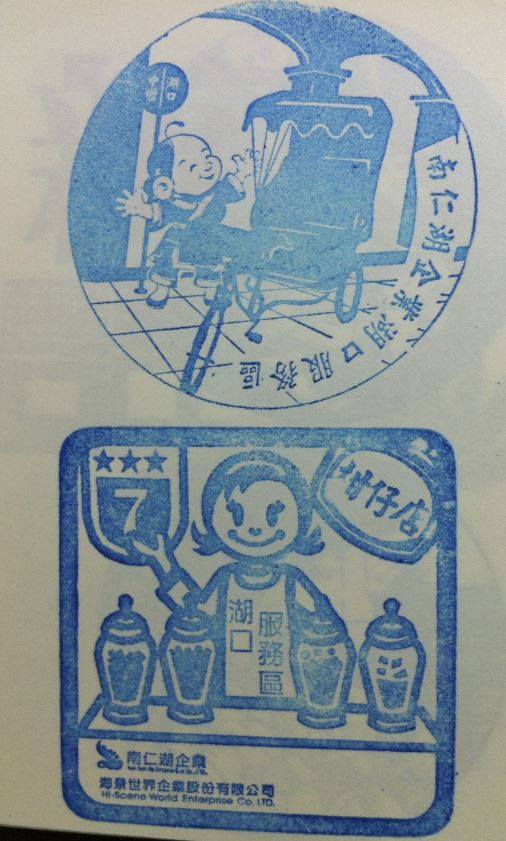 湖口
中壢
南仁湖企業湖口服務區
7
柑仔店
湖口
服務區
南仁湖企業
海景世界企業股份有限公司
Hi-Scene World Enterprise Co. LTD.